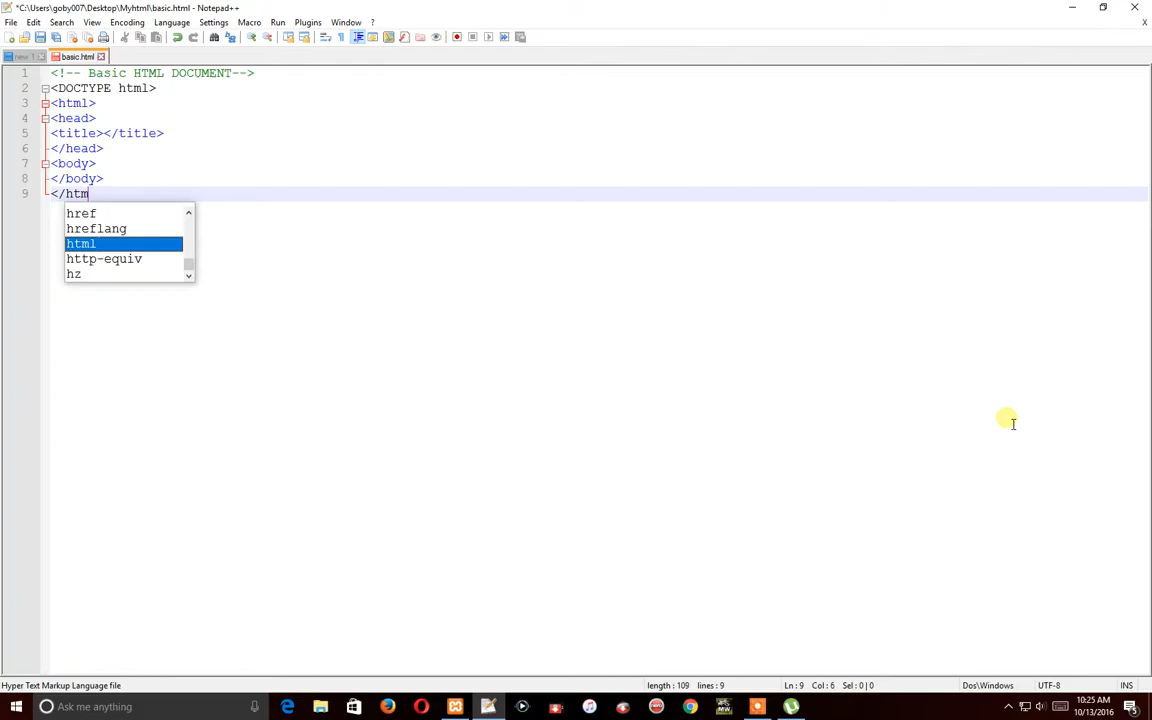 *C:\Users\goby007\Desktop\Myhtml\basic.html - Notepad++
File Edit Search View Encoding Language Settings Macro Run Plugins Window ?
X
new 1
basic.html
1 <!-- Basic HTML DOCUMENT-->
2 <DOCTYPE html>
3 <html>
4 <head>
5 <title></title>
6 </head>
7 <body>
8 </body>
9 </htm
href
hreflang
html
http-equiv
hz
Hyper Text Markup Language file length : 109 lines : 9 Ln : 9 Col : 6 Sel : 0 | 0 Dos\Windows UTF-8 INS
Ask me anything
10:25 AM
10/13/2016
5